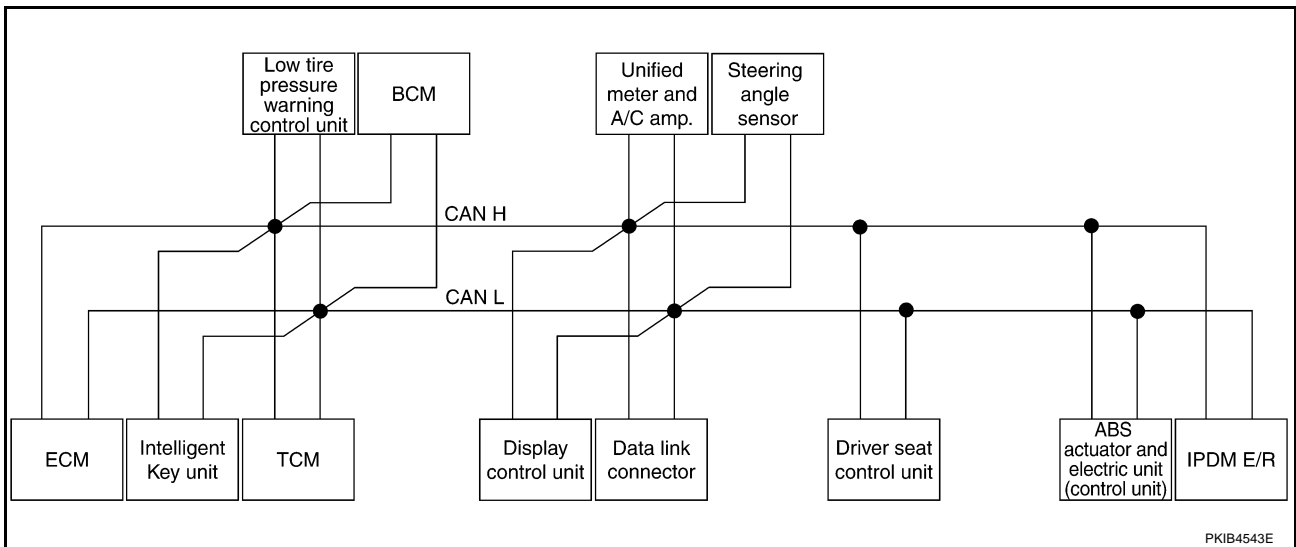 Low tire
pressure
warning
control unit
BCM
Unified
meter and
A/C amp.
Steering
angle
sensor
CAN H
CAN L
ECM
Intelligent
Key unit
TCM
Display
control unit
Data link
connector
Driver seat
control unit
ABS
actuator and
electric unit
(control unit)
IPDM E/R
PKIB4543E